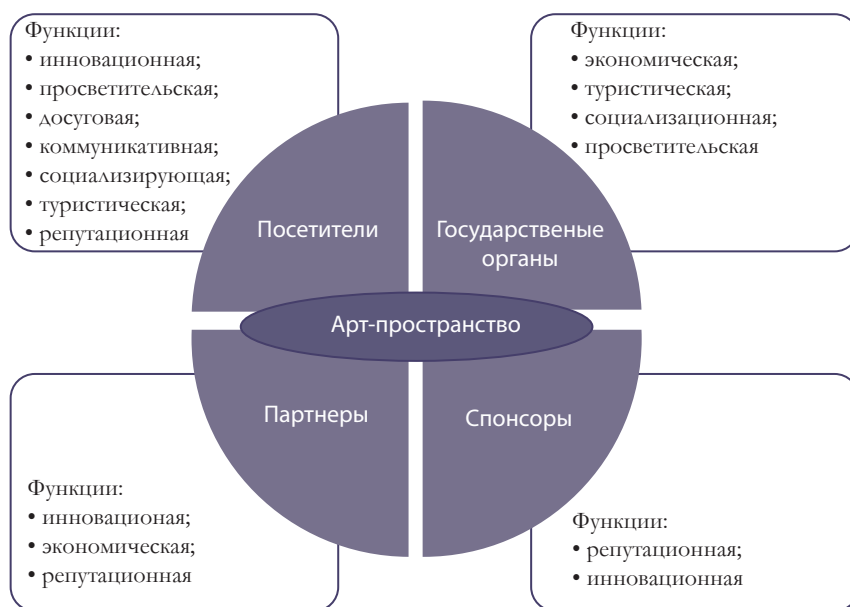 Функции:
• инновационная;
• просветительская;
• досуговая;
• коммуникативная;
• социализирующая;
• туристическая;
• репутационная
Функции:
• экономическая;
• туристическая;
• социализационная;
• просветительская
Посетители
Государственые
органы
Арт-пространство
Партнеры
Спонсоры
Функции:
• инновационая;
• экономическая;
• репутационная
Функции:
• репутационная;
• инновационная